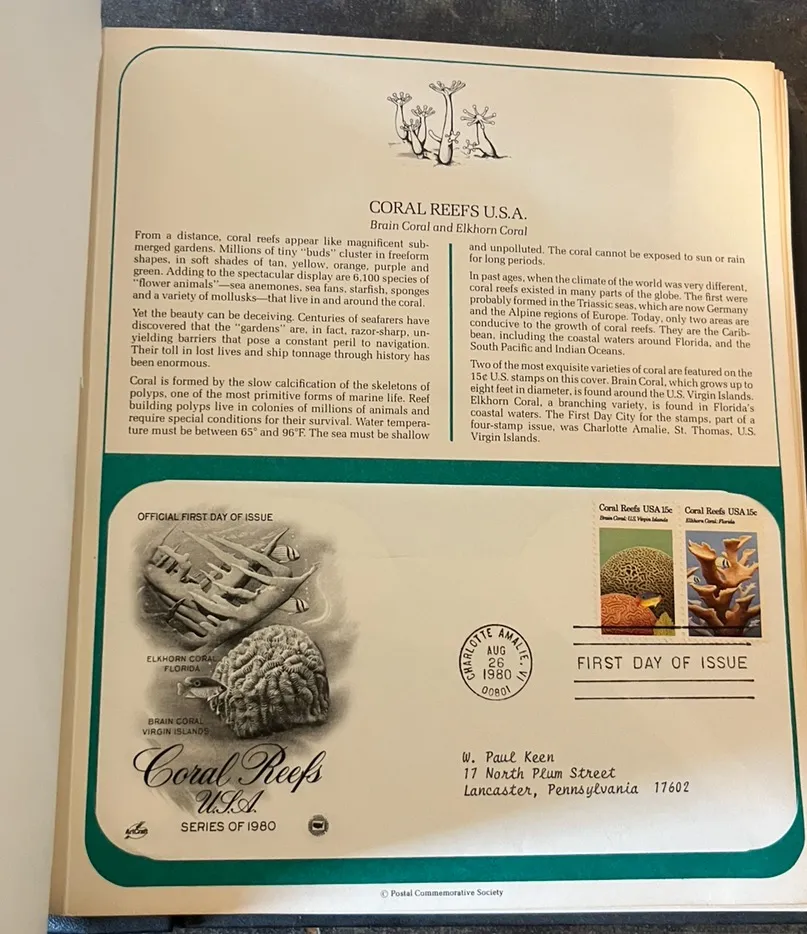 CORAL REEFS U.S.A.
Brain Coral and Elkhorn Coral
From a distance, coral reefs appear like magnificent sub-
merged gardens. Millions of tiny "buds" cluster in freeform
shapes, in soft shades of tan, yellow, orange, purple and
green. Adding to the spectacular display are 6,100 species of
"flower animals"—sea anemones, sea fans, starfish, sponges
and a variety of mollusks—that live in and around the coral.
Yet the beauty can be deceiving. Centuries of seafarers have
discovered that the "gardens" are, in fact, razor-sharp, un-
yielding barriers that pose a constant peril to navigation.
Their toll in lost lives and ship tonnage through history has
been enormous.
Coral is formed by the slow calcification of the skeletons of
polyps, one of the most primitive forms of marine life. Reef
building polyps live in colonies of millions of animals and
require special conditions for their survival. Water tempera-
ture must be between 65° and 96°F. The sea must be shallow
and unpolluted. The coral cannot be exposed to sun or rain
for long periods.
In past ages, when the climate of the world was very different,
coral reefs existed in many parts of the globe. The first were
probably formed in the Triassic seas, which are now Germany
and the Alpine regions of Europe. Today, only two areas are
conducive to the growth of coral reefs. They are the Carib-
bean, including the coastal waters around Florida, and the
South Pacific and Indian Oceans.
Two of the most exquisite varieties of coral are featured on the
15¢ U.S. stamps on this cover. Brain Coral, which grows up to
eight feet in diameter, is found around the U.S. Virgin Islands.
Elkhorn Coral, a branching variety, is found in Florida's
coastal waters. The First Day City for the stamps, part of a
four-stamp issue, was Charlotte Amalie, St. Thomas, U.S.
Virgin Islands.
OFFICIAL FIRST DAY OF ISSUE
ELKHORN CORAL
FLORIDA
BRAIN CORAL
VIRGIN ISLANDS
Coral Reefs
U.S.A.
SERIES OF 1980
ArtCraft
Coral Reefs USA 15c
Brain Coral: U.S. Virgin Islands
Coral Reefs USA 15c
Elkhorn Coral: Florida
CHARLOTTE AMALIE, VI
AUG
26
1980
00801
FIRST DAY OF ISSUE
W. Paul Keen
17 North Plum Street
Lancaster, Pennsylvania 17602
© Postal Commemorative Society